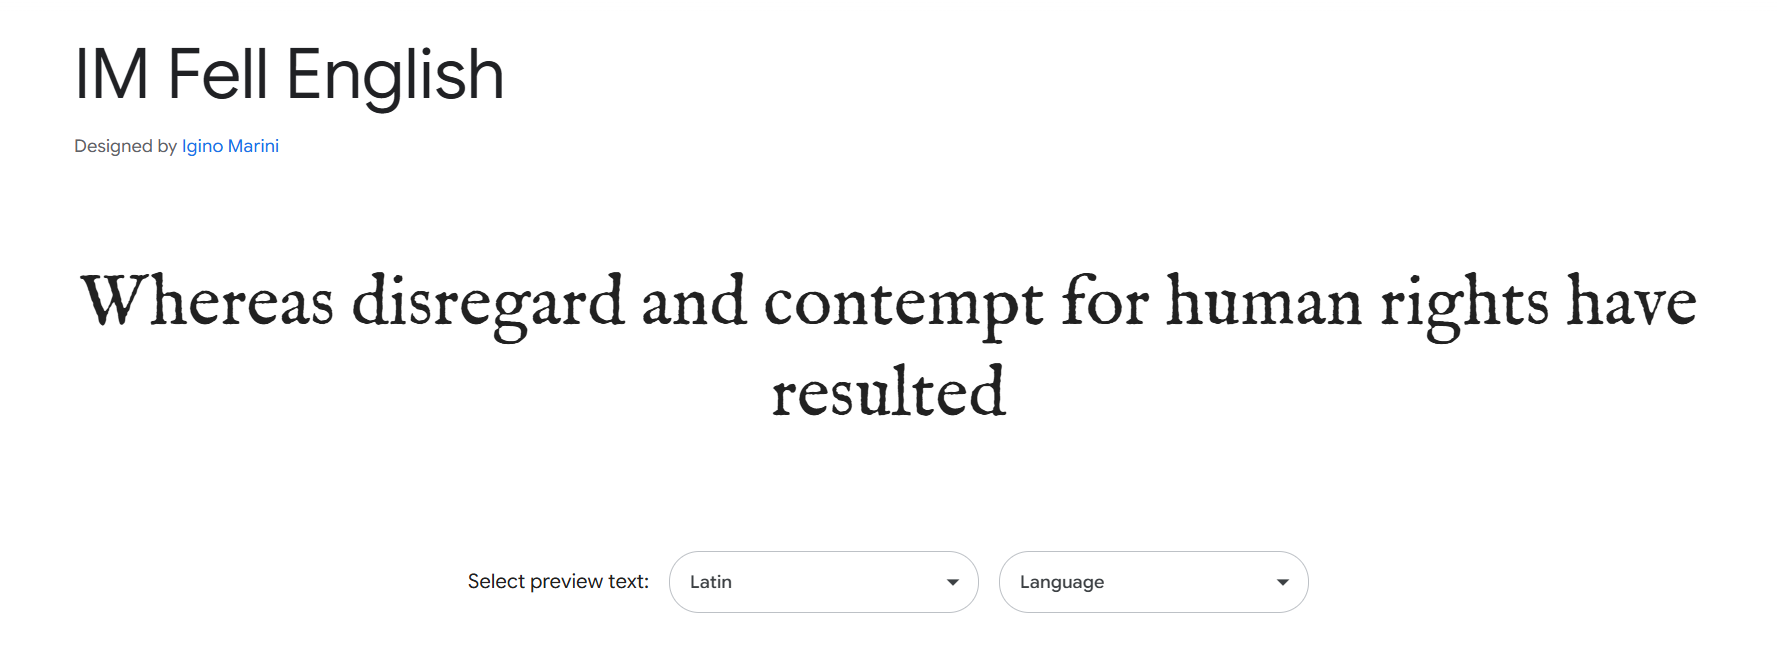 IM Fell English
Designed by Igino Marini
Whereas disregard and contempt for human rights have
resulted
Select preview text: Latin Language